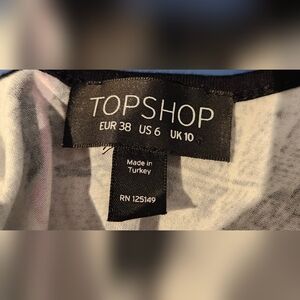 TOPSHOP
EUR 38 US 6 UK 10
Made in
Turkey
RN 125149